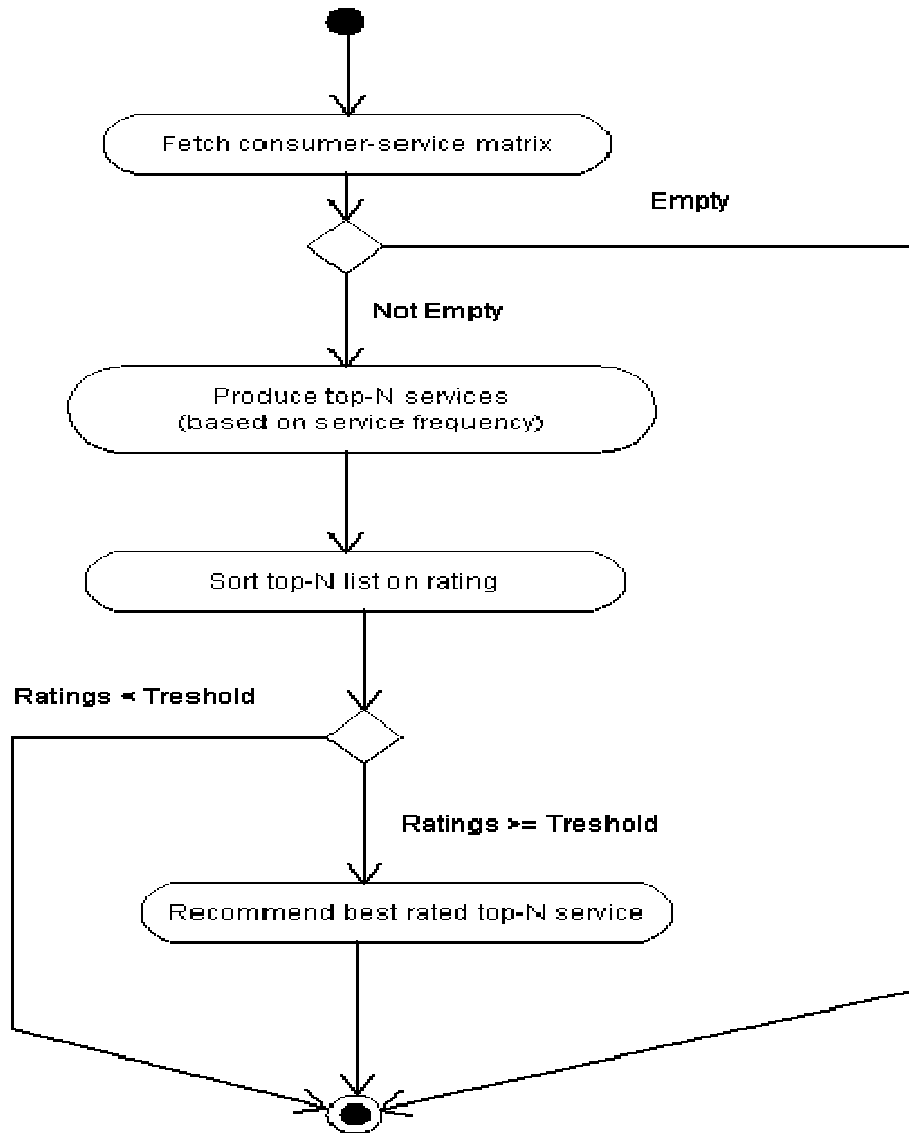 Fetch consumer-service matrix
Empty
Not Empty
Produce top-N services
(based on service frequency)
Sort top-N list on rating
Ratings < Treshold
Ratings >= Treshold
Recommend best rated top-N service